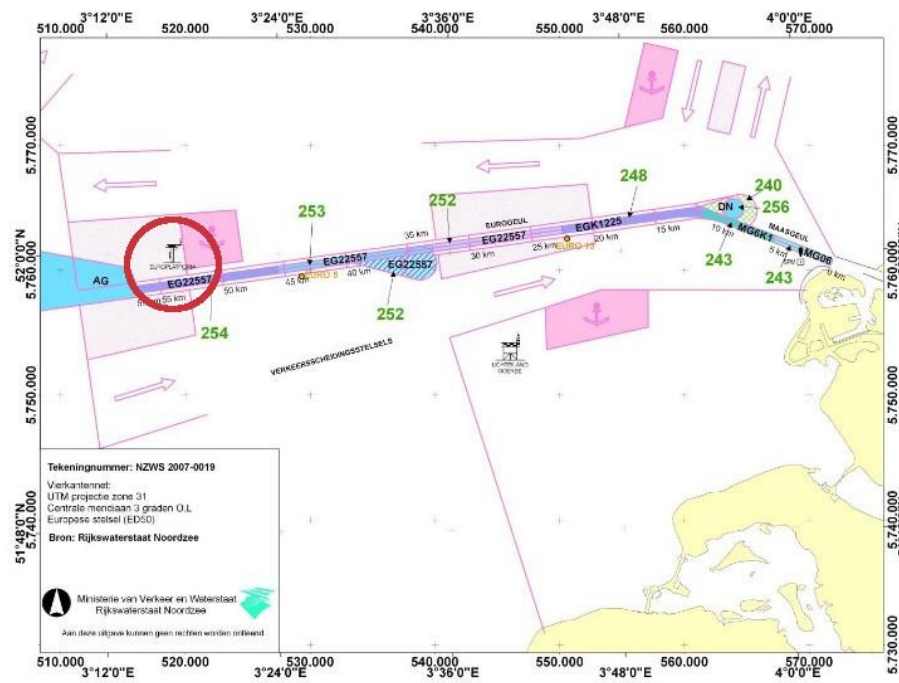 3°12'0"E 3°24'0"E 3°36'0"E 3°48'0"E 4°0'0"E
510.000 520.000 530.000 540.000 550.000 560.000 570.000
5.770.000 5.770.000
240
248
DN
256
252
253
EUROGEUL
MAASGEUL
EGK1225
10 km
MG6K1
35 km
EG22557
EURO 13
20 km
15 km
5 km
MG06
25 km
30 km
243
0 km
243
EUROPLATFORM
EG22557
EG22557
40 km
45 km
EURO 8
52°0'0"N
5.760.000 5.760.000
AG
EG22557
50 km
55 km
254
252
LICHTEILAND
GOEREE
VERKEERSSCHEIDINGSSTELSELS
5.750.000 5.750.000
Tekeningnummer: NZWS 2007-0019
Vierkantennet:
UTM projectie zone 31
Centrale meridiaan 3 graden O.L
Europese stelsel (ED50)
Bron: Rijkswaterstaat Noordzee
51°48'0"N
5.740.000 5.740.000
Ministerie van Verkeer en Waterstaat
Rijkswaterstaat Noordzee
Aan deze uitgave kunnen geen rechten worden ontleend
5.730.000
510.000 520.000 530.000 540.000 550.000 560.000 570.000
3°12'0"E 3°24'0"E 3°36'0"E 3°48'0"E 4°0'0"E